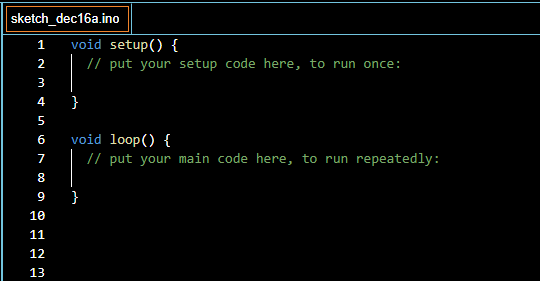 sketch_dec16a.ino
1 void setup() {
2 // put your setup code here, to run once:
3
4 }
5
6 void loop() {
7 // put your main code here, to run repeatedly:
8
9 }
10
11
12
13